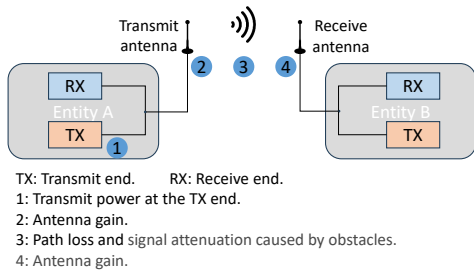 Transmit
antenna
Receive
antenna
2
3
4
RX
Entity A
TX
1
RX
Entity B
TX
TX: Transmit end. RX: Receive end.
1: Transmit power at the TX end.
2: Antenna gain.
3: Path loss and signal attenuation caused by obstacles.
4: Antenna gain.